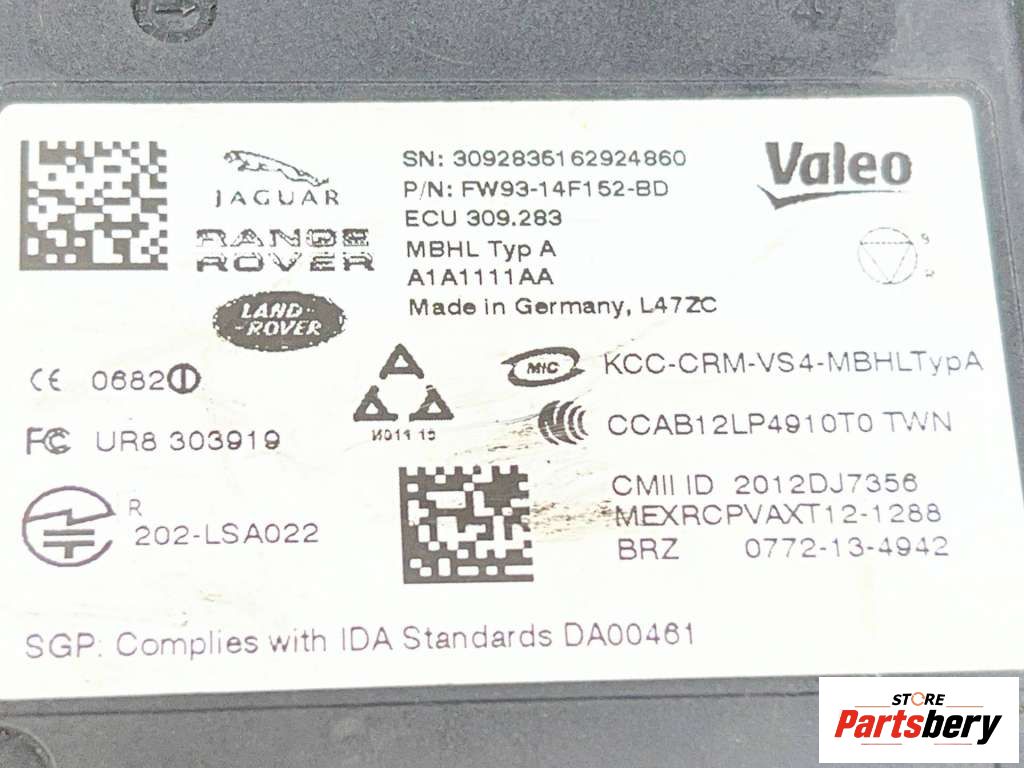 JAGUAR
RANGE
ROVER
LAND-
-ROVER
SN: 3092836162924860
P/N: FW93-14F152-BD
ECU 309.283
MBHL Typ A
A1A1111AA
Made in Germany, L47ZC
Valeo
CE 0682
FC UR8 303919
R
202-LSA022
MIC KCC-CRM-VS4-MBHLTypA
CCAB12LP4910T0 TWN
CMII ID 2012DJ7356
MEXRCPVAXT12-1288
BRZ 0772-13-4942
SGP: Complies with IDA Standards DA00461
STORE
Partsbery